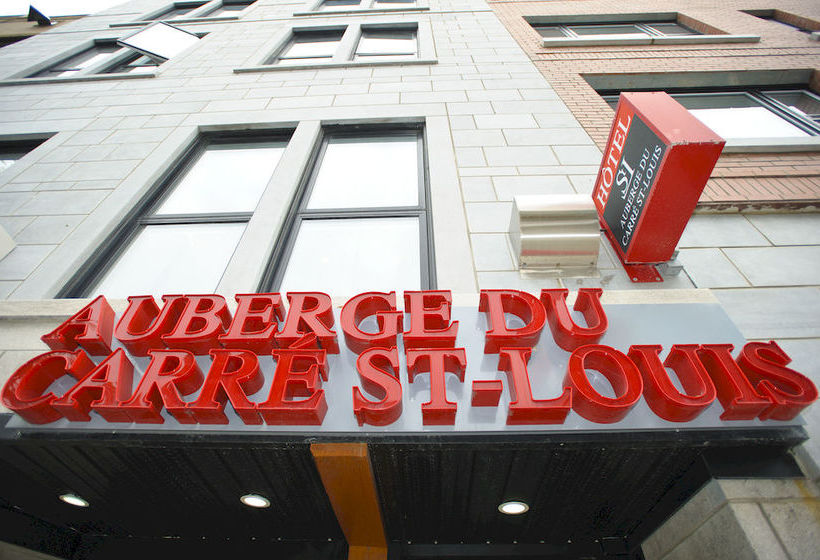 HÔTEL
SL
AUBERGE DU
CARRÉ ST-LOUIS
AUBERGE DU
CARRÉ ST-LOUIS